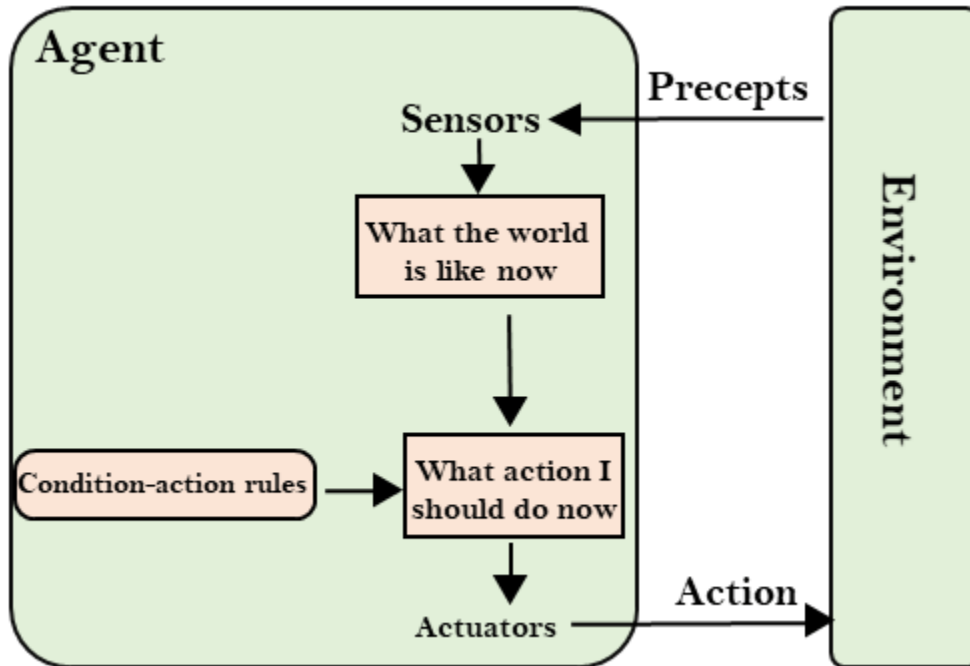 Agent
Precepts
Sensors
What the world
is like now
Environment
Condition-action rules
What action I
should do now
Action
Actuators